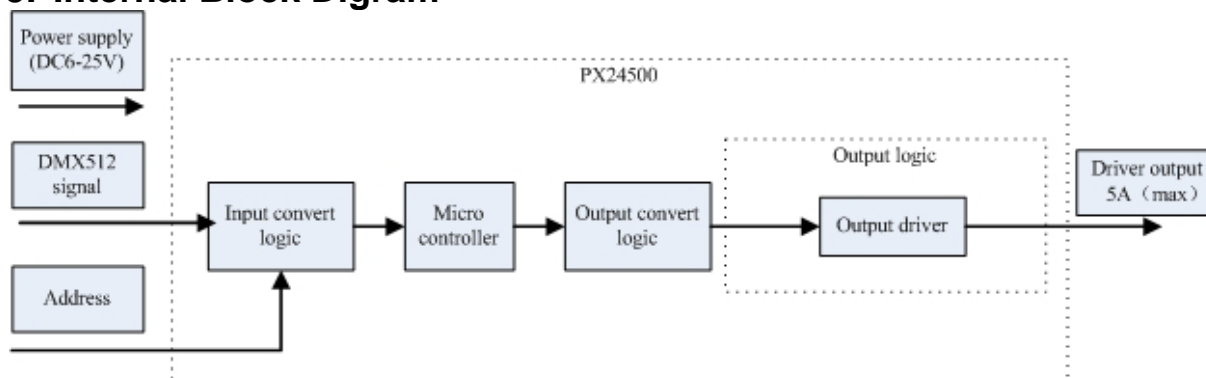 Internal Block Digram
Power supply
(DC6-25V)
PX24500
DMX512
signal
Output logic
Driver output
5A（max）
Input convert
logic
Micro
controller
Output convert
logic
Output driver
Address